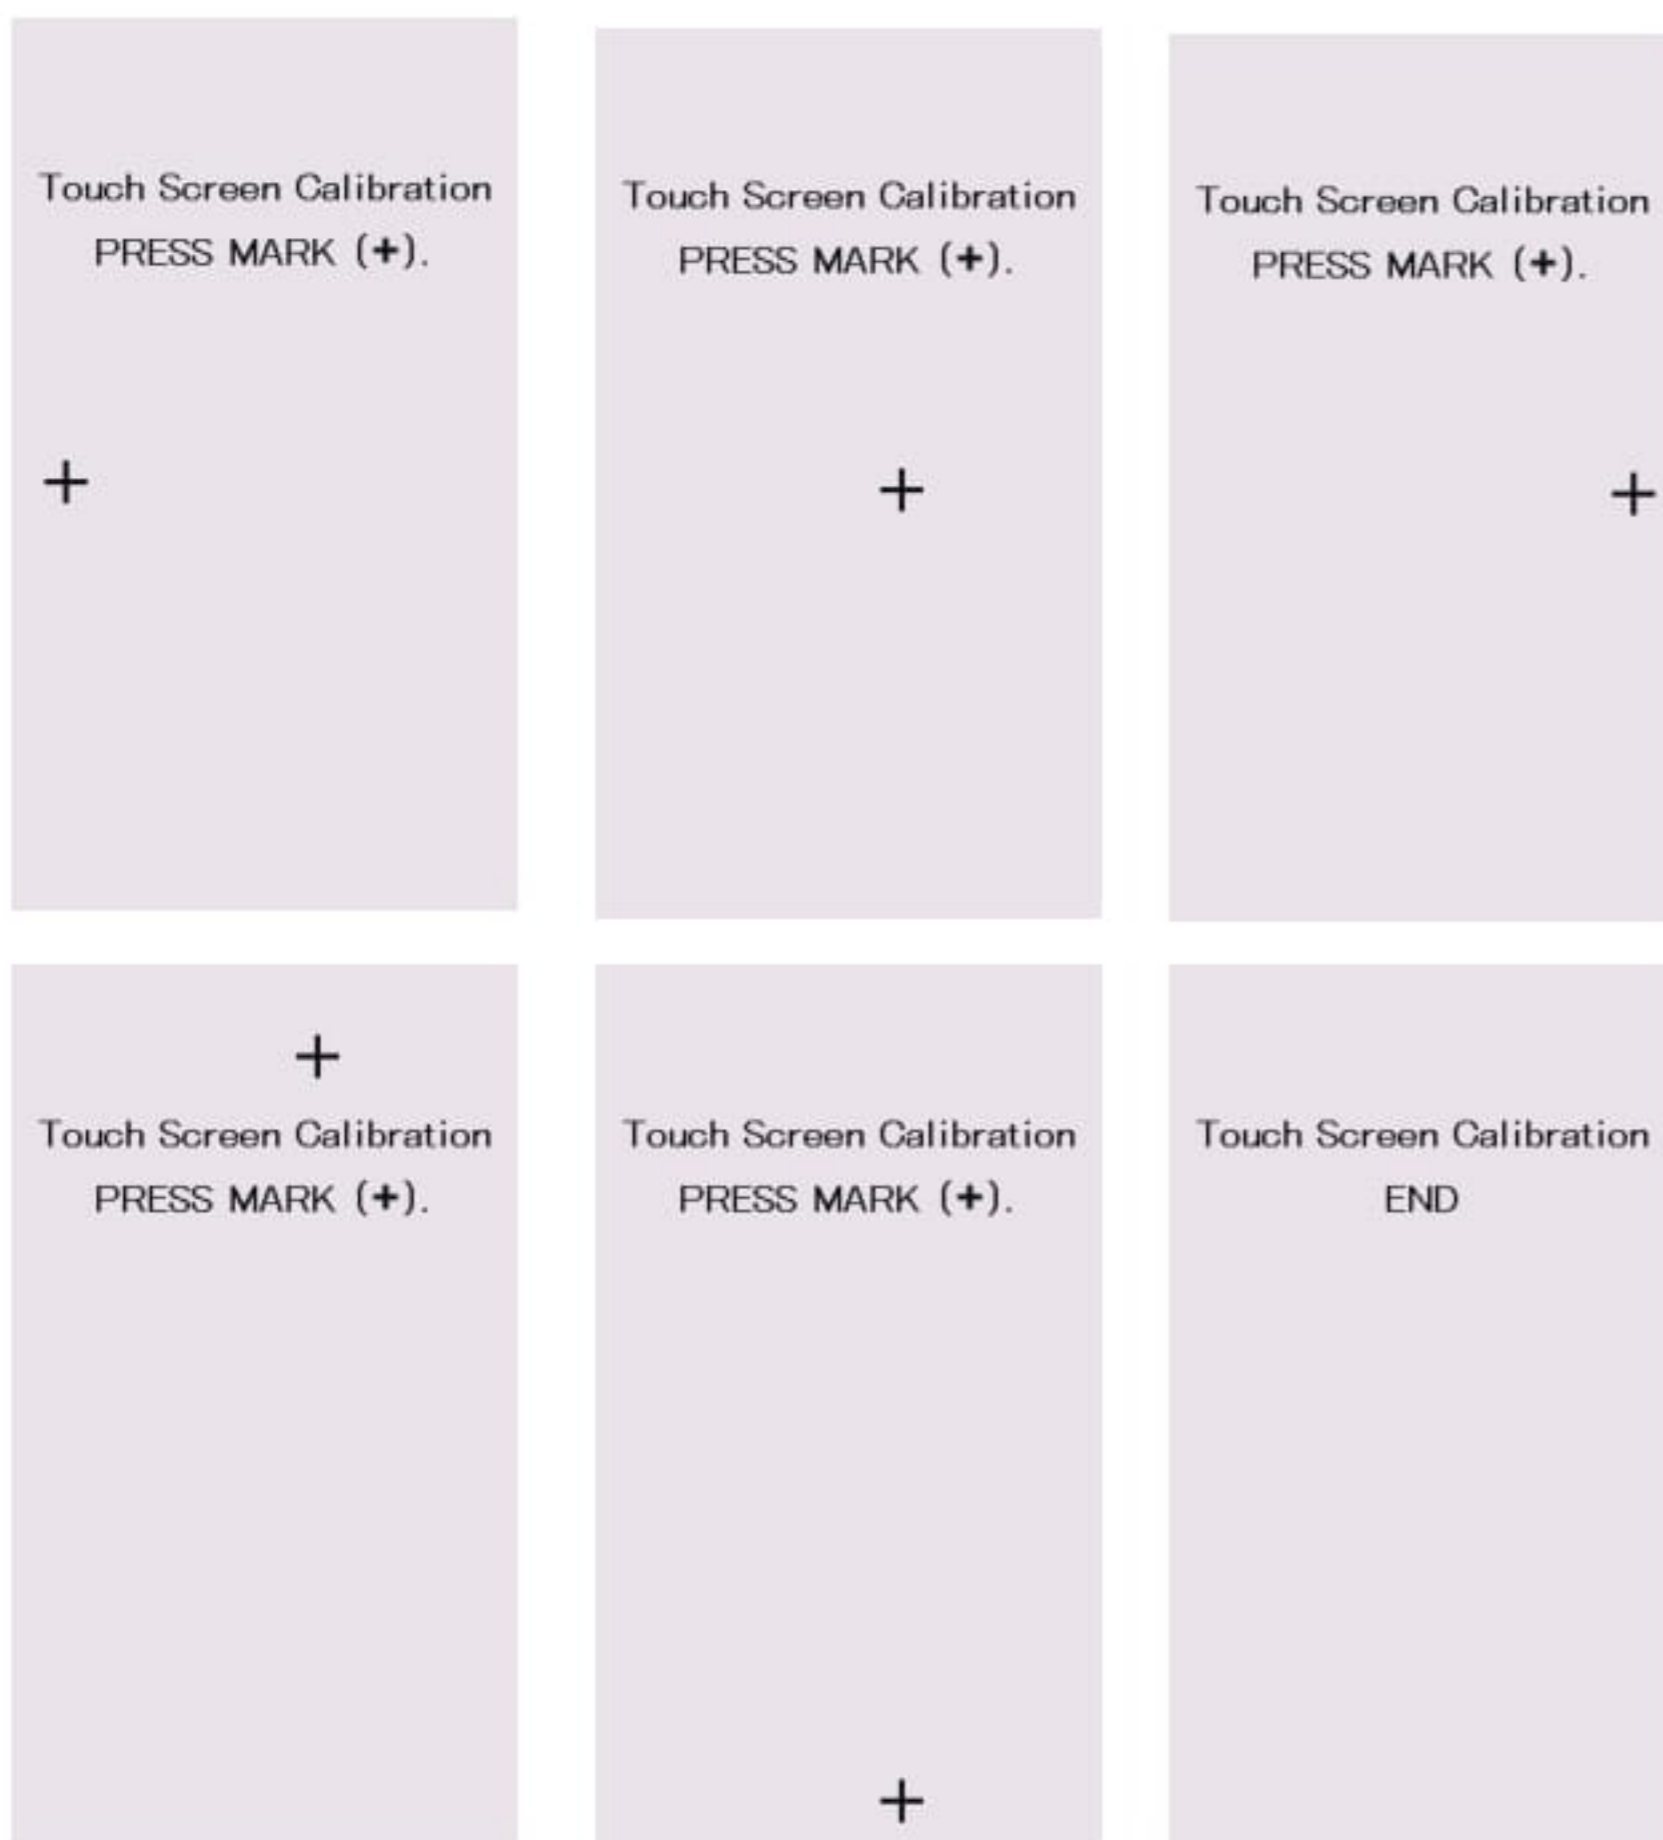 Touch Screen Calibration
PRESS MARK (+).
+
Touch Screen Calibration
PRESS MARK (+).
+
Touch Screen Calibration
PRESS MARK (+).
+
+
Touch Screen Calibration
PRESS MARK (+).
Touch Screen Calibration
PRESS MARK (+).
+
Touch Screen Calibration
END